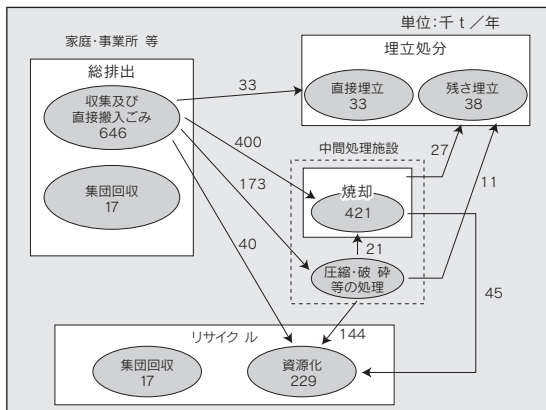 単位:千 t /年
家庭・事業所 等
総排出
収集及び
直接搬入ごみ
646
集団回収
17
埋立処分
直接埋立
33
残さ埋立
38
33
400
173
40
中間処理施設
焼却
421
27
11
21
圧縮・破 砕
等の処理
45
144
リサイク ル
集団回収
17
資源化
229